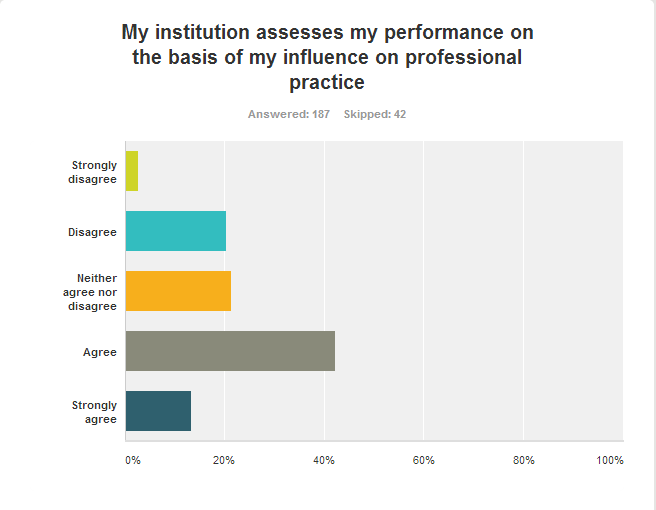 My institution assesses my performance on
the basis of my influence on professional
practice
Answered: 187 Skipped: 42
Strongly
disagree
Disagree
Neither
agree nor
disagree
Agree
Strongly
agree
0% 20% 40% 60% 80% 100%